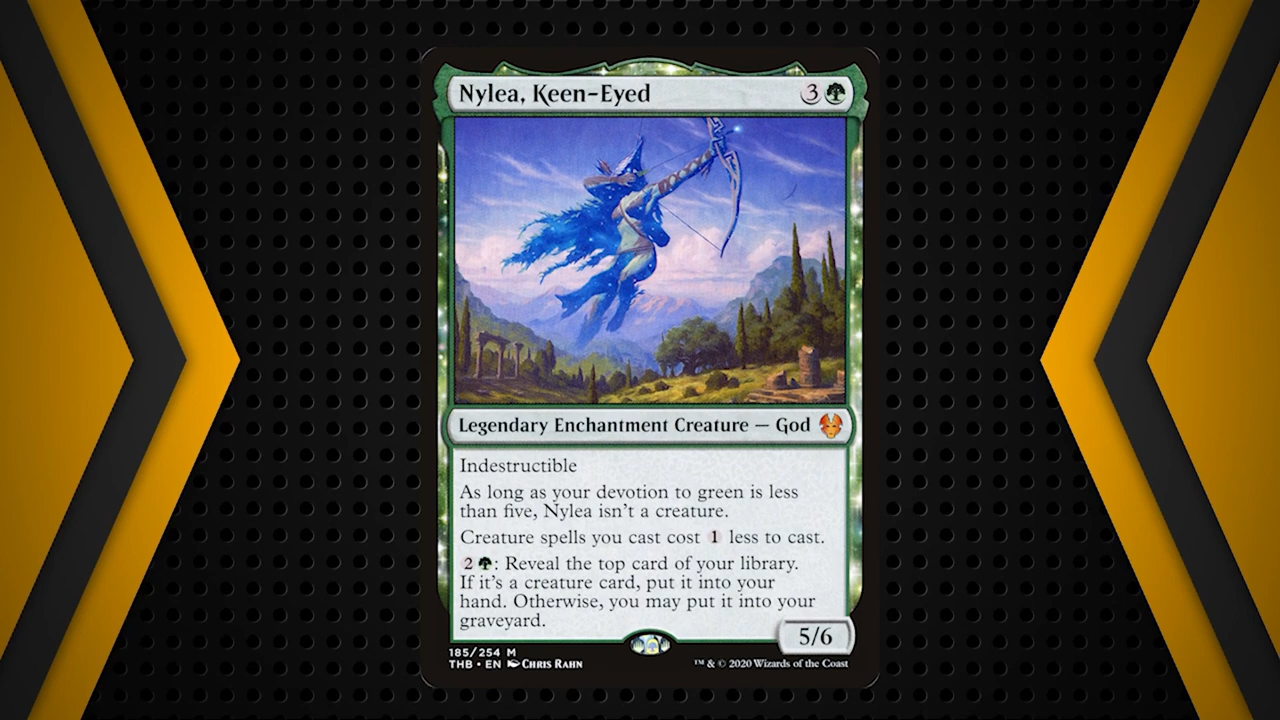 Nylea, Keen-Eyed 3
Legendary Enchantment Creature — God
Indestructible
As long as your devotion to green is less
than five, Nylea isn't a creature.
Creature spells you cast cost 1 less to cast.
2 : Reveal the top card of your library.
If it's a creature card, put it into your
hand. Otherwise, you may put it into your
graveyard.
5/6
185/254 M
THB • EN Chris Rahn
™ & © 2020 Wizards of the Coast